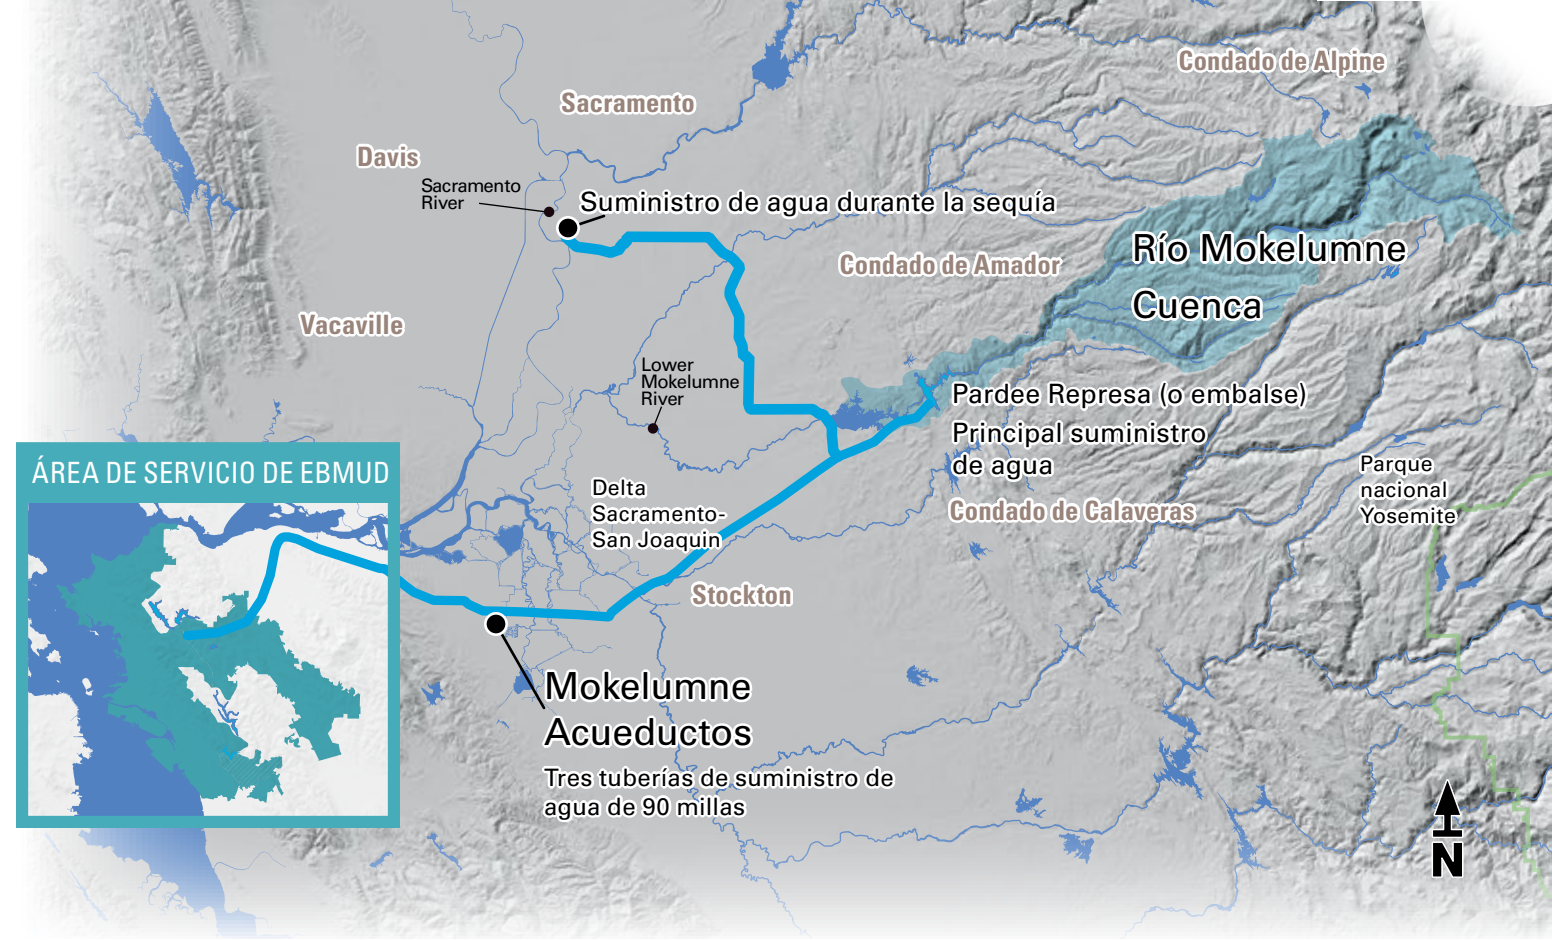 Condado de Alpine
Sacramento
Davis
Sacramento
River
Suministro de agua durante la sequía
Río Mokelumne
Cuenca
Condado de Amador
Vacaville
Lower
Mokelumne
River
Pardee Represa (o embalse)
Principal suministro
de agua
Parque
nacional
Yosemite
ÁREA DE SERVICIO DE EBMUD
Delta
Sacramento-
San Joaquin
Condado de Calaveras
Stockton
Mokelumne
Acueductos
Tres tuberías de suministro de
agua de 90 millas
N